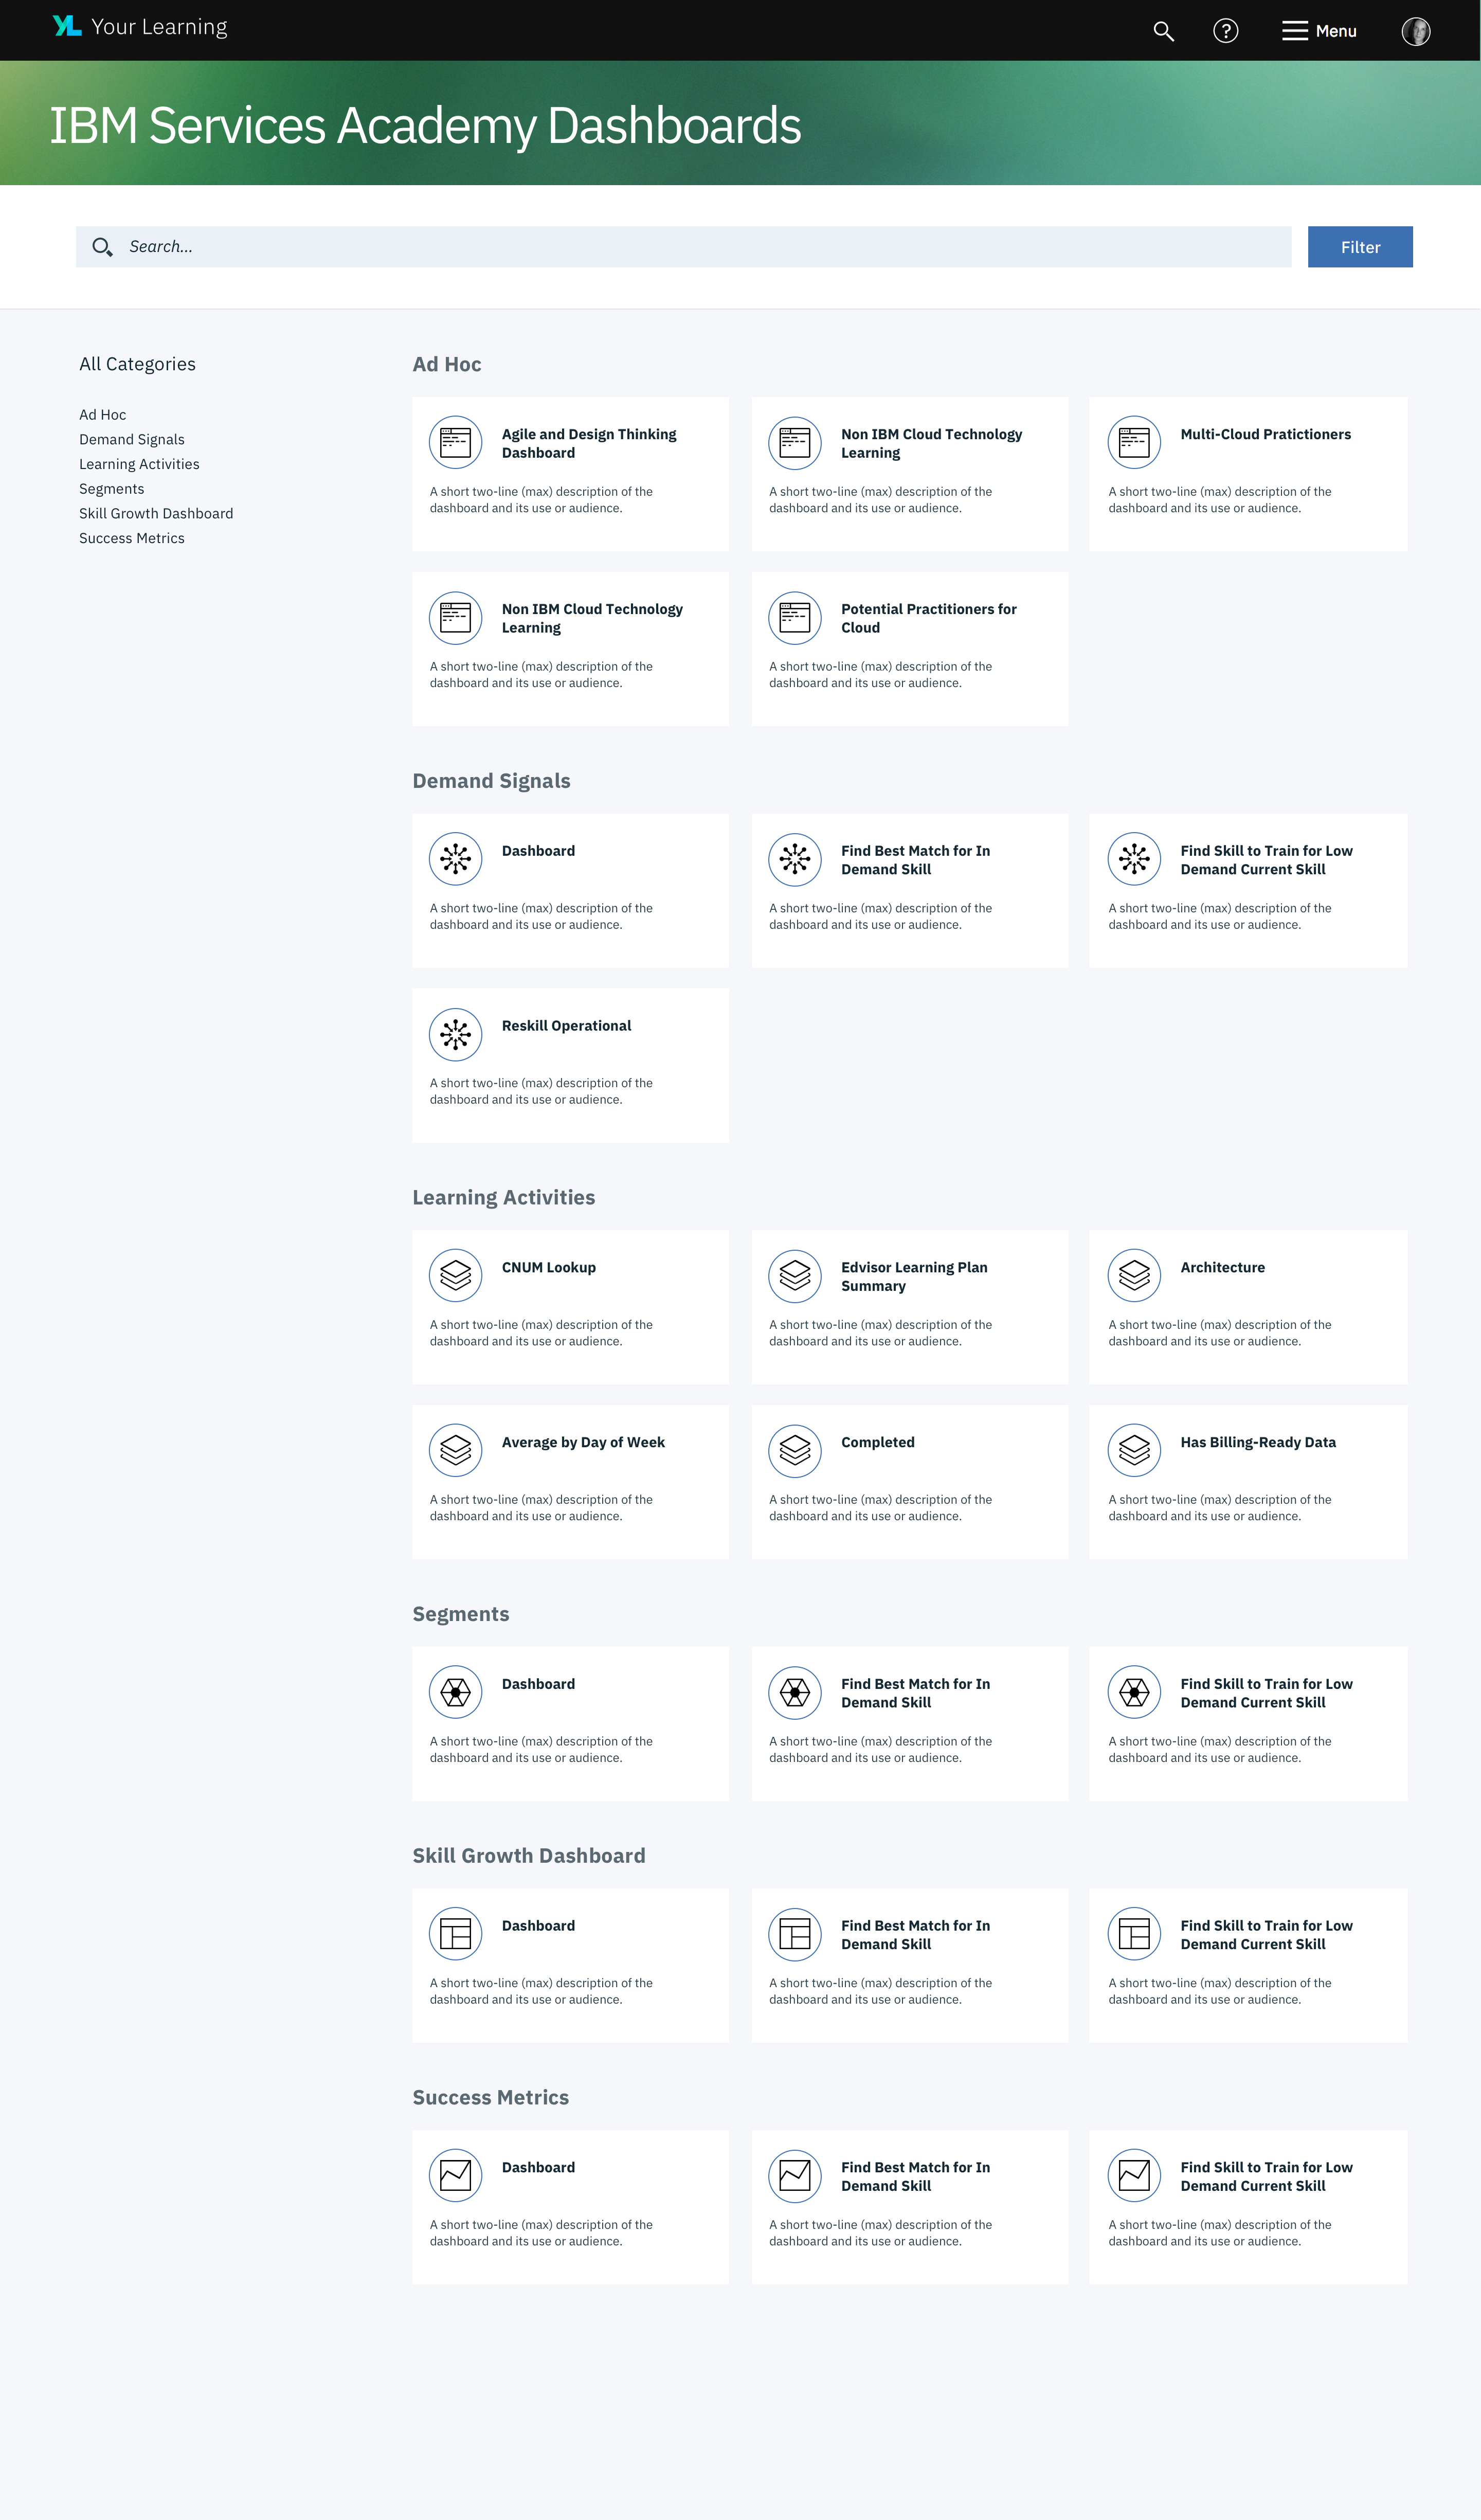 YL Your Learning
? Menu
IBM Services Academy Dashboards
Search...
Filter
All Categories
Ad Hoc
Demand Signals
Learning Activities
Segments
Skill Growth Dashboard
Success Metrics
Ad Hoc
Agile and Design Thinking
Dashboard
A short two-line (max) description of the
dashboard and its use or audience.
Non IBM Cloud Technology
Learning
A short two-line (max) description of the
dashboard and its use or audience.
Multi-Cloud Pratictioners
A short two-line (max) description of the
dashboard and its use or audience.
Non IBM Cloud Technology
Learning
A short two-line (max) description of the
dashboard and its use or audience.
Potential Practitioners for
Cloud
A short two-line (max) description of the
dashboard and its use or audience.
Demand Signals
Dashboard
A short two-line (max) description of the
dashboard and its use or audience.
Find Best Match for In
Demand Skill
A short two-line (max) description of the
dashboard and its use or audience.
Find Skill to Train for Low
Demand Current Skill
A short two-line (max) description of the
dashboard and its use or audience.
Reskill Operational
A short two-line (max) description of the
dashboard and its use or audience.
Learning Activities
CNUM Lookup
A short two-line (max) description of the
dashboard and its use or audience.
Edvisor Learning Plan
Summary
A short two-line (max) description of the
dashboard and its use or audience.
Architecture
A short two-line (max) description of the
dashboard and its use or audience.
Average by Day of Week
A short two-line (max) description of the
dashboard and its use or audience.
Completed
A short two-line (max) description of the
dashboard and its use or audience.
Has Billing-Ready Data
A short two-line (max) description of the
dashboard and its use or audience.
Segments
Dashboard
A short two-line (max) description of the
dashboard and its use or audience.
Find Best Match for In
Demand Skill
A short two-line (max) description of the
dashboard and its use or audience.
Find Skill to Train for Low
Demand Current Skill
A short two-line (max) description of the
dashboard and its use or audience.
Skill Growth Dashboard
Dashboard
A short two-line (max) description of the
dashboard and its use or audience.
Find Best Match for In
Demand Skill
A short two-line (max) description of the
dashboard and its use or audience.
Find Skill to Train for Low
Demand Current Skill
A short two-line (max) description of the
dashboard and its use or audience.
Success Metrics
Dashboard
A short two-line (max) description of the
dashboard and its use or audience.
Find Best Match for In
Demand Skill
A short two-line (max) description of the
dashboard and its use or audience.
Find Skill to Train for Low
Demand Current Skill
A short two-line (max) description of the
dashboard and its use or audience.